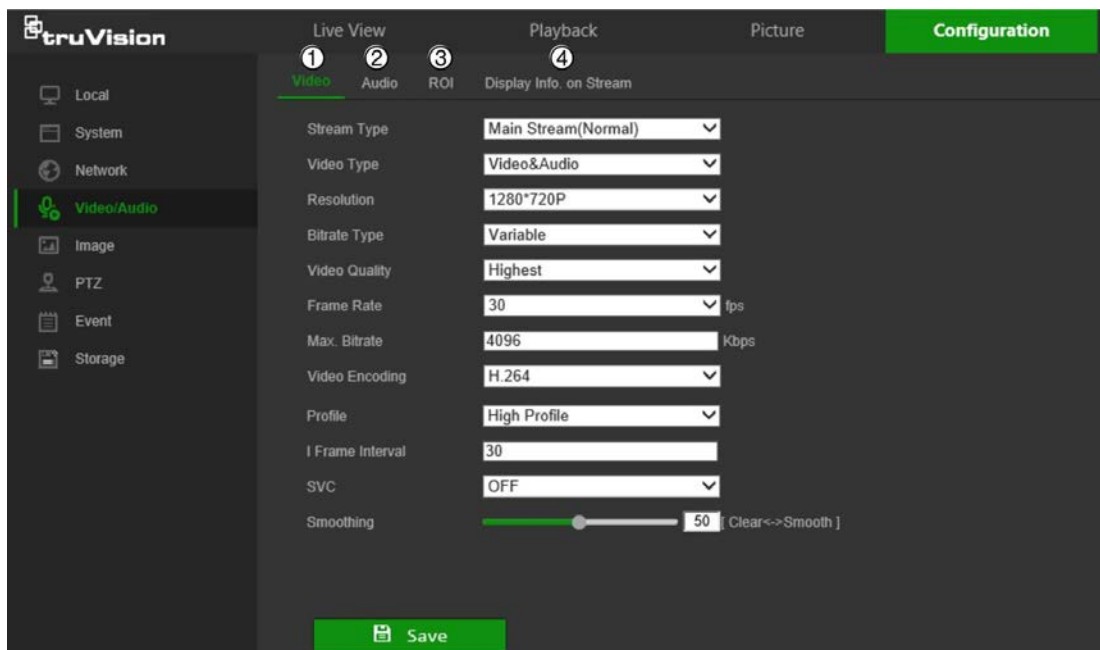 truVision
Live View Playback Picture Configuration
① ② ③ ④
Video Audio ROI Display Info. on Stream
Local
System
Network
Video/Audio
Image
PTZ
Event
Storage
Stream Type Main Stream(Normal)
Video Type Video&Audio
Resolution 1280*720P
Bitrate Type Variable
Video Quality Highest
Frame Rate 30 fps
Max. Bitrate 4096 Kbps
Video Encoding H.264
Profile High Profile
I Frame Interval 30
SVC OFF
Smoothing 50 [ Clear<->Smooth ]
Save